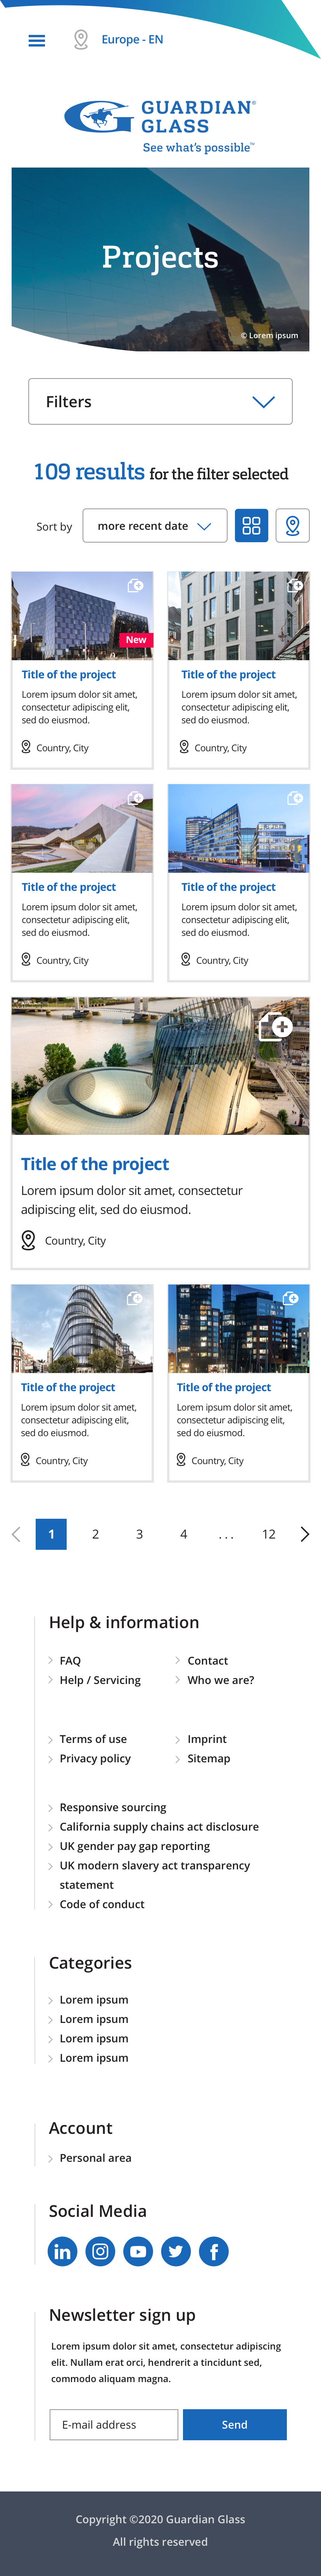 Europe - EN
GUARDIAN®
GLASS
See what's possible™
Projects
© Lorem ipsum
Filters
109 results for the filter selected
Sort by
more recent date
New
Title of the project
Lorem ipsum dolor sit amet,
consectetur adipiscing elit,
sed do eiusmod.
Country, City
Title of the project
Lorem ipsum dolor sit amet,
consectetur adipiscing elit,
sed do eiusmod.
Country, City
Title of the project
Lorem ipsum dolor sit amet,
consectetur adipiscing elit,
sed do eiusmod.
Country, City
Title of the project
Lorem ipsum dolor sit amet,
consectetur adipiscing elit,
sed do eiusmod.
Country, City
Title of the project
Lorem ipsum dolor sit amet, consectetur
adipiscing elit, sed do eiusmod.
Country, City
Title of the project
Lorem ipsum dolor sit amet,
consectetur adipiscing elit,
sed do eiusmod.
Country, City
Title of the project
Lorem ipsum dolor sit amet,
consectetur adipiscing elit,
sed do eiusmod.
Country, City
1 2 3 4 ... 12
Help & information
FAQ
Help / Servicing
Contact
Who we are?
Terms of use
Privacy policy
Imprint
Sitemap
Responsive sourcing
California supply chains act disclosure
UK gender pay gap reporting
UK modern slavery act transparency
statement
Code of conduct
Categories
Lorem ipsum
Lorem ipsum
Lorem ipsum
Lorem ipsum
Account
Personal area
Social Media
Newsletter sign up
Lorem ipsum dolor sit amet, consectetur adipiscing
elit. Nullam erat orci, hendrerit a tincidunt sed,
commodo aliquam magna.
E-mail address
Send
Copyright ©2020 Guardian Glass
All rights reserved